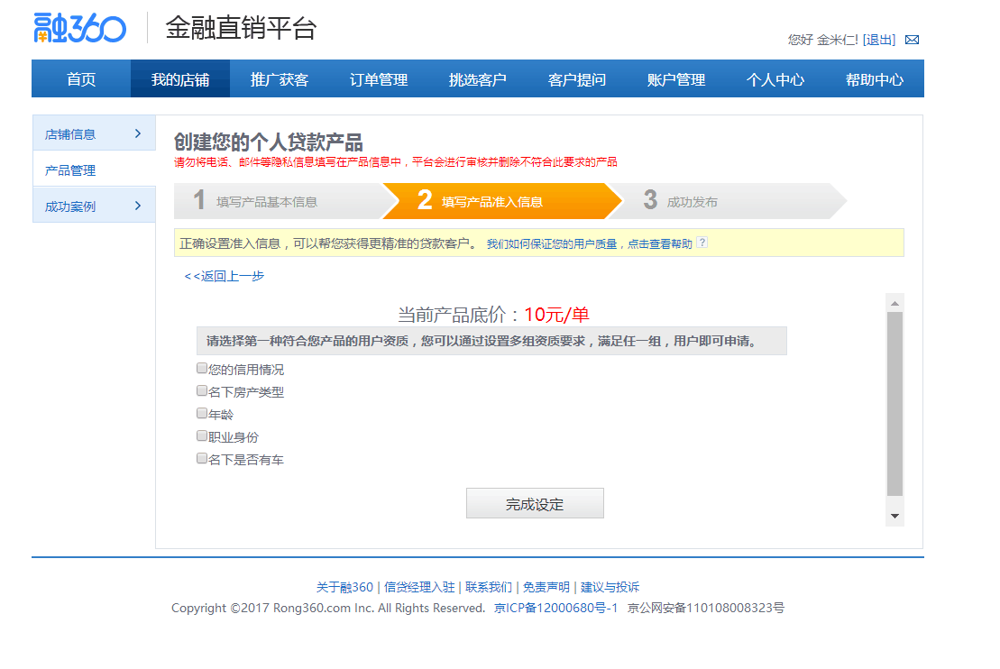 融360 金融直销平台
您好 金米仁! [退出]
首页 我的店铺 推广获客 订单管理 挑选客户 客户提问 账户管理 个人中心 帮助中心
店铺信息
产品管理
成功案例
创建您的个人贷款产品
请勿将电话、邮件等隐私信息填写在产品信息中，平台会进行审核并删除不符合此要求的产品
1 填写产品基本信息 2 填写产品准入信息 3 成功发布
正确设置准入信息，可以帮您获得更精准的贷款客户。 我们如何保证您的用户质量，点击查看帮助 ?
<<返回上一步
当前产品底价：10元/单
请选择第一种符合您产品的用户资质，您可以通过设置多组资质要求，满足任一组，用户即可申请。
您的信用情况
名下房产类型
年龄
职业身份
名下是否有车
完成设定
关于融360 | 信贷经理入驻 | 联系我们 | 免责声明 | 建议与投诉
Copyright ©2017 Rong360.com Inc. All Rights Reserved. 京ICP备12000680号-1 京公网安备110108008323号